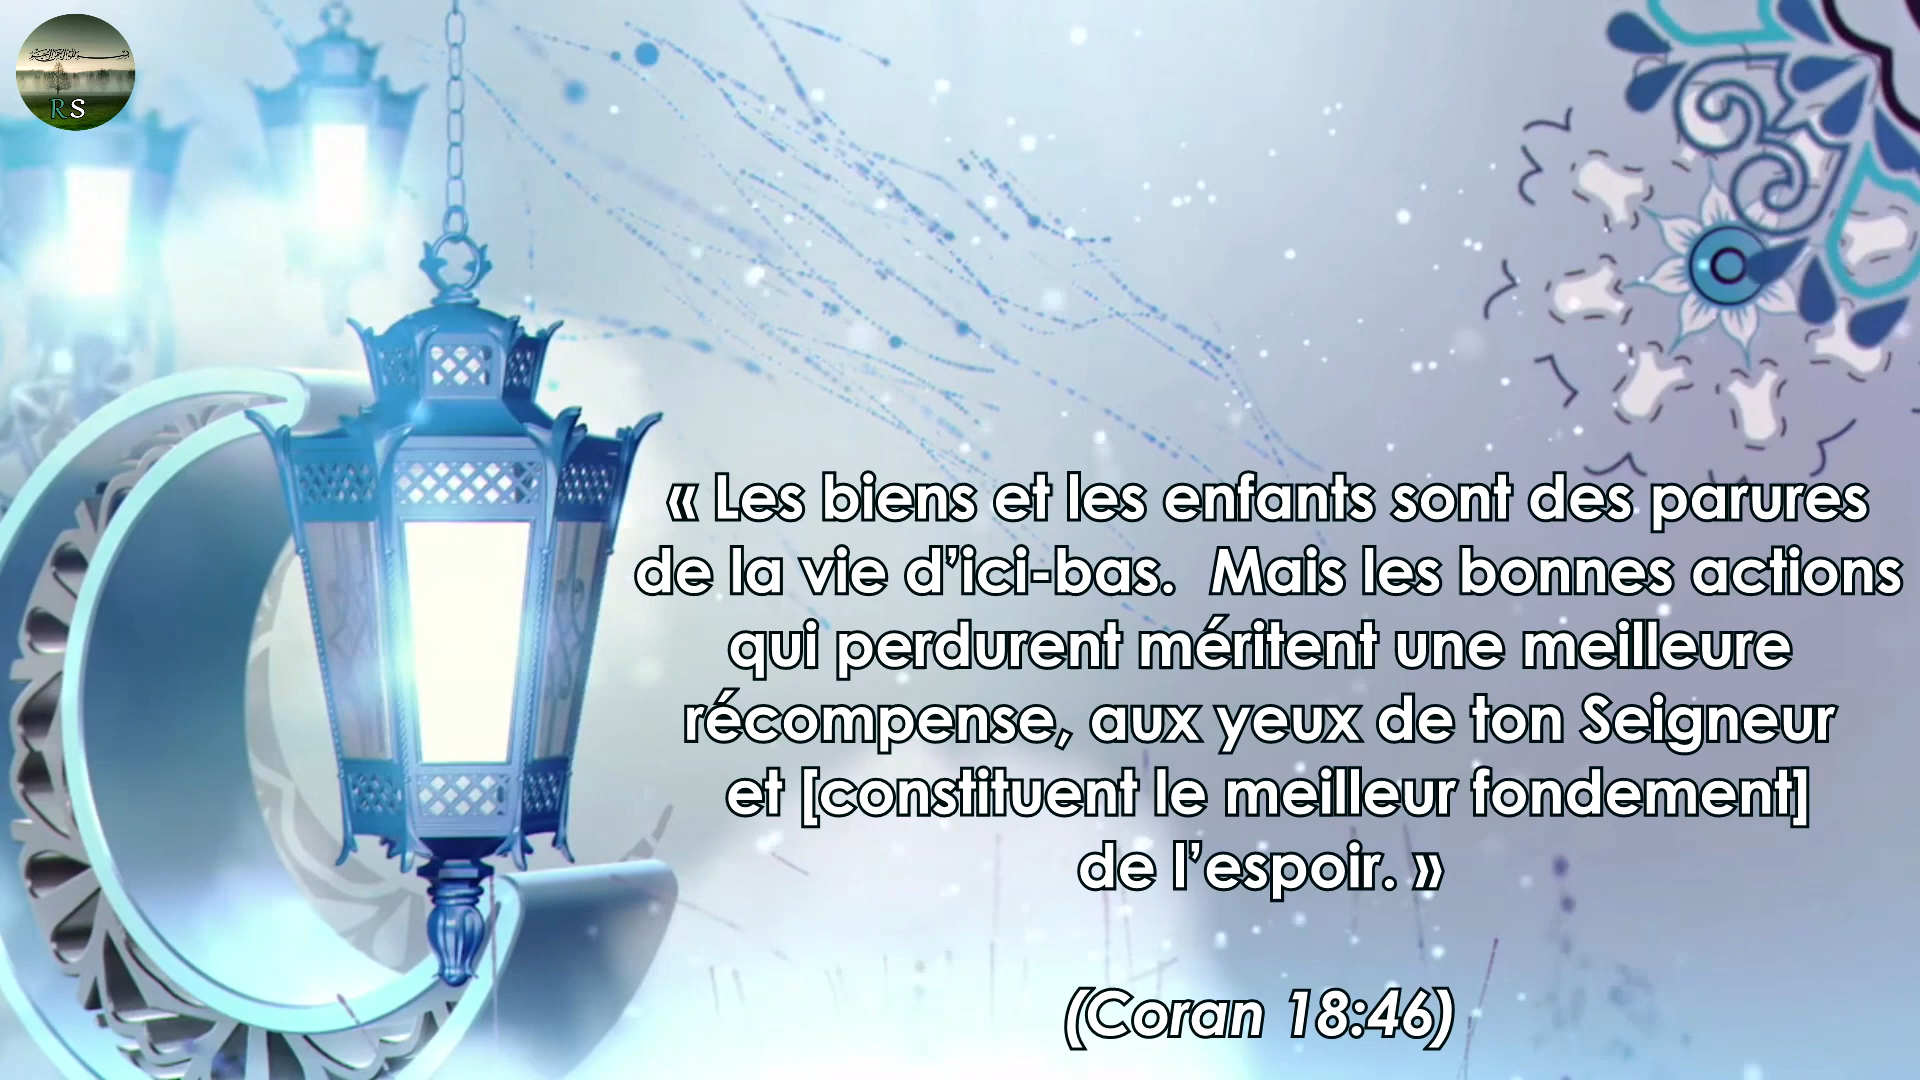 RS
« Les biens et les enfants sont des parures
de la vie d’ici-bas.  Mais les bonnes actions
qui perdurent méritent une meilleure
récompense, aux yeux de ton Seigneur
et [constituent le meilleur fondement]
de l’espoir. »
(Coran 18:46)